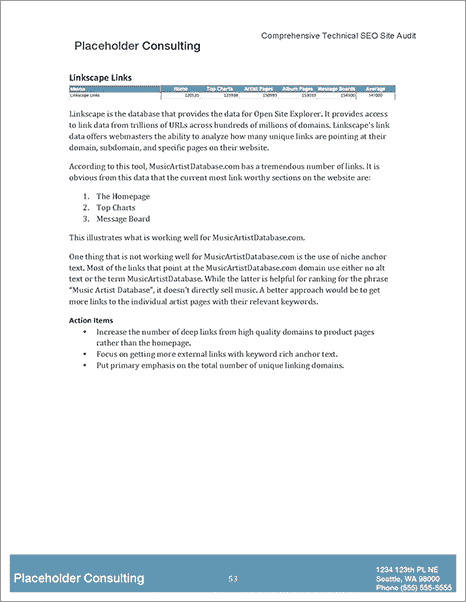 Comprehensive Technical SEO Site Audit
Placeholder Consulting
Linkscape Links
Metric Home Top Charts Artist Pages Album Pages Message Boards Average
Linkscape Links
Linkscape is the database that provides the data for Open Site Explorer. It provides access
to link data from trillions of URLs across hundreds of millions of domains. Linkscape's link
data offers webmasters the ability to analyze how many unique links are pointing at their
domain, subdomain, and specific pages on their website.
According to this tool, MusicArtistDatabase.com has a tremendous number of links. It is
obvious from this data that the current most link worthy sections on the website are:
1. The Homepage
2. Top Charts
3. Message Board
This illustrates what is working well for MusicArtistDatabase.com.
One thing that is not working well for MusicArtistDatabase.com is the use of niche anchor
text. Most of the links that point at the MusicArtistDatabase.com domain use either no alt
text or the term MusicArtistDatabase. While the latter is helpful for ranking for the phrase
"Music Artist Database", it doesn't directly sell music. A better approach would be to get
more links to the individual artist pages with their relevant keywords.
Action Items
• Increase the number of deep links from high quality domains to product pages
rather than the homepage.
• Focus on getting more external links with keyword rich anchor text.
• Put primary emphasis on the total number of unique linking domains.
Placeholder Consulting
53
1234 123th PL NE
Seattle, WA 98000
Phone (555) 555-5555